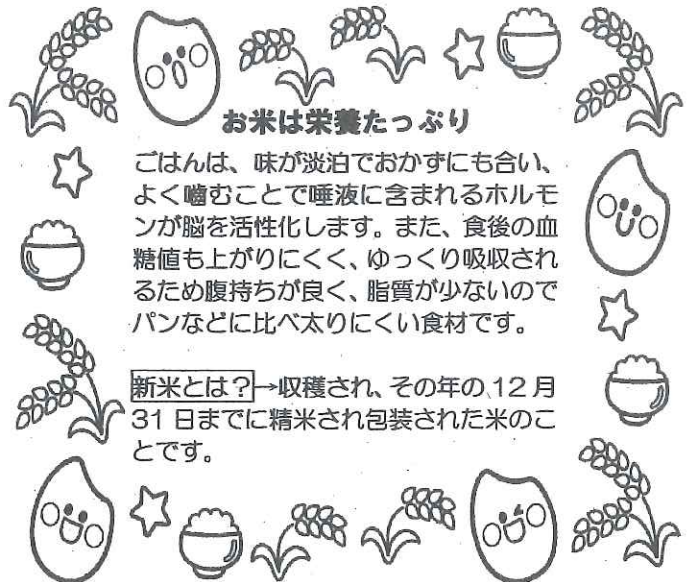 お米は栄養たっぷり
ごはんは、味が淡泊でおかずにも合い、
よく噛むことで唾液に含まれるホルモ
ンが脳を活性化します。また、食後の血
糖値も上がりにくく、ゆっくり吸収され
るため腹持ちが良く、脂質が少ないので
パンなどに比べ太りにくい食材です。
新米とは？→収穫され、その年の12月
31日までに精米され包装された米のこ
とです。